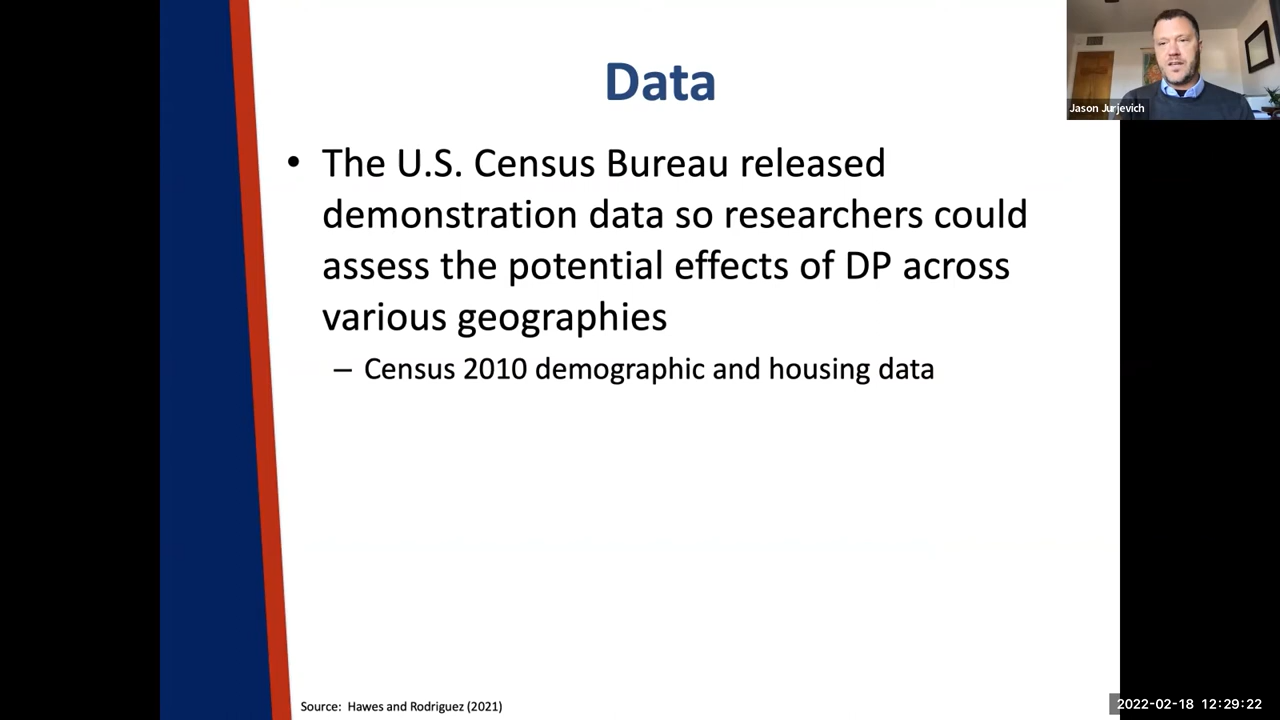 Data
• The U.S. Census Bureau released
demonstration data so researchers could
assess the potential effects of DP across
various geographies
– Census 2010 demographic and housing data
Source: Hawes and Rodriguez (2021)
Jason Jurjevich
2022-02-18 12:29:22